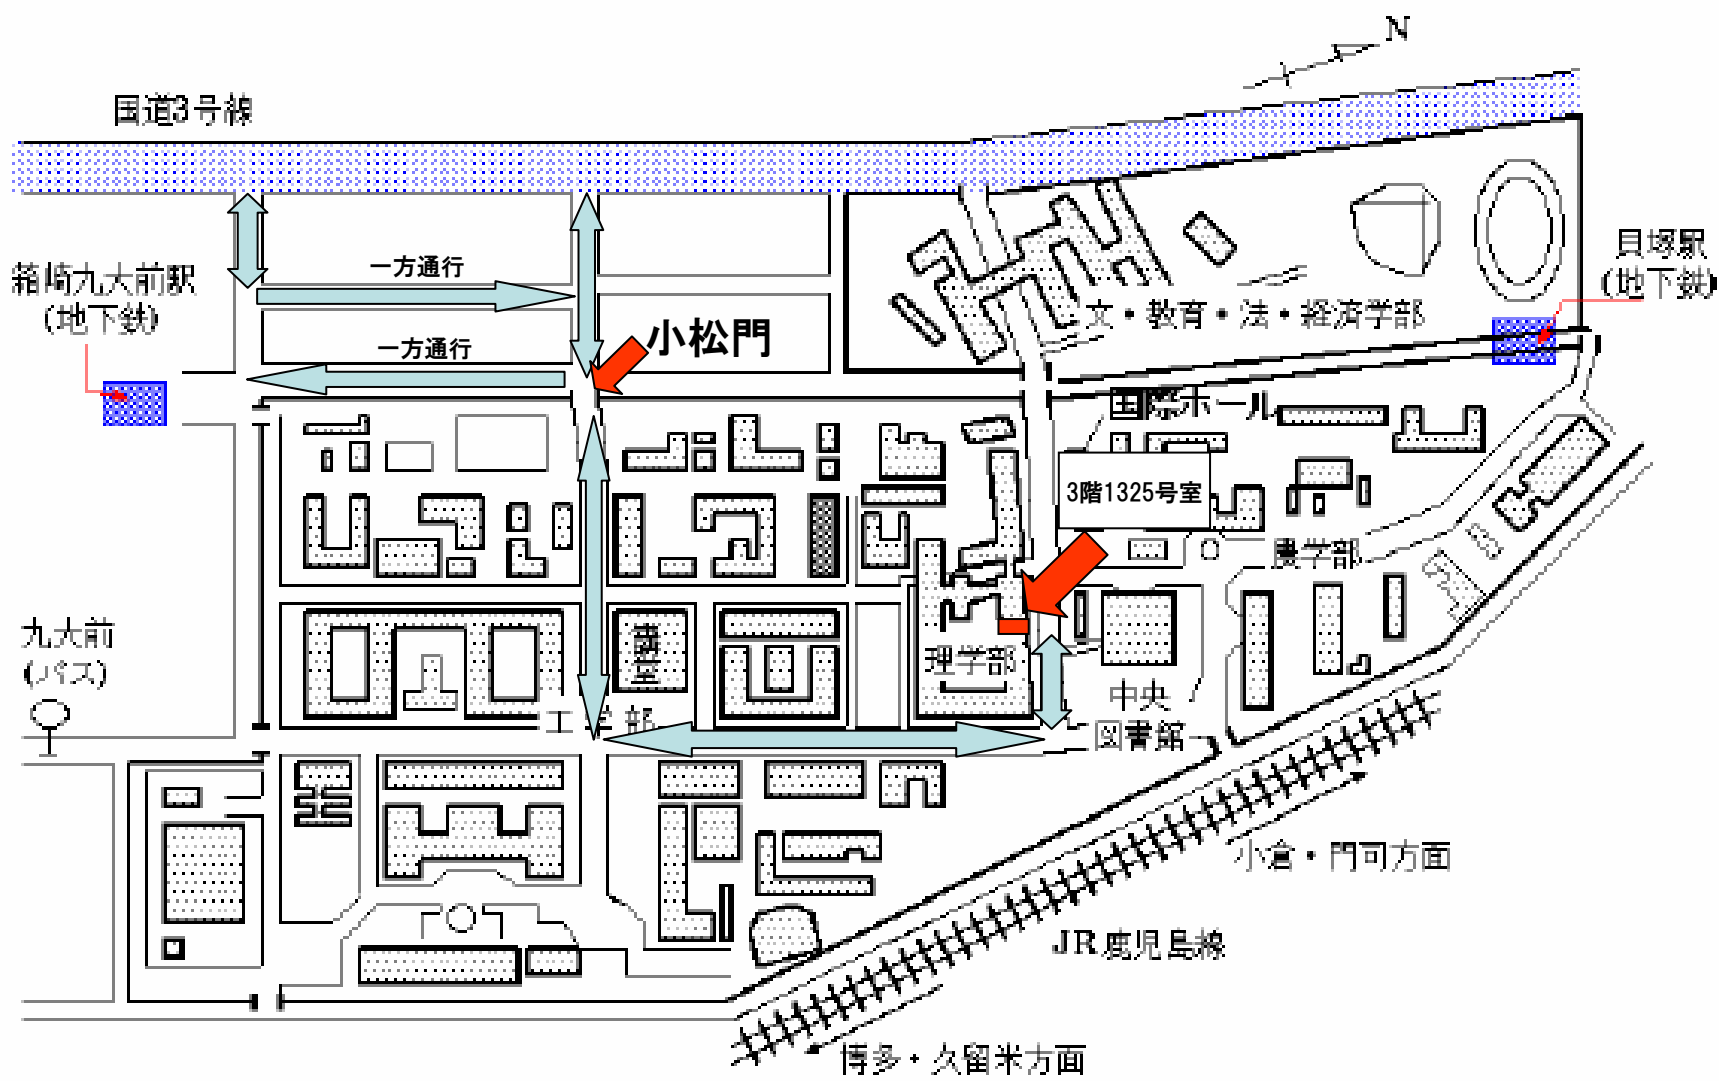 N
国道3号線
一方通行
箱崎九大前駅
(地下鉄)
貝塚駅
(地下鉄)
文・教育・法・経済学部
小松門
一方通行
国際ホール
3階1325号室
農学部
九大前
(バス)
理学部
中央
図書館
工学部
小倉・門司方面
JR鹿児島線
博多・久留米方面